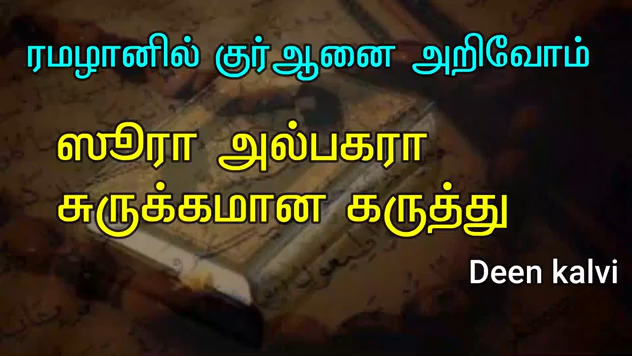 ரமழானில் குர்ஆனை அறிவோம்
ஸூரா அல்பகரா
சுருக்கமான கருத்து
Deen kalvi